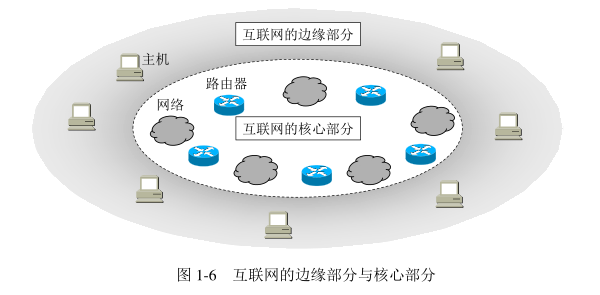 互联网的边缘部分
主机
路由器
网络
互联网的核心部分
图 1-6 互联网的边缘部分与核心部分